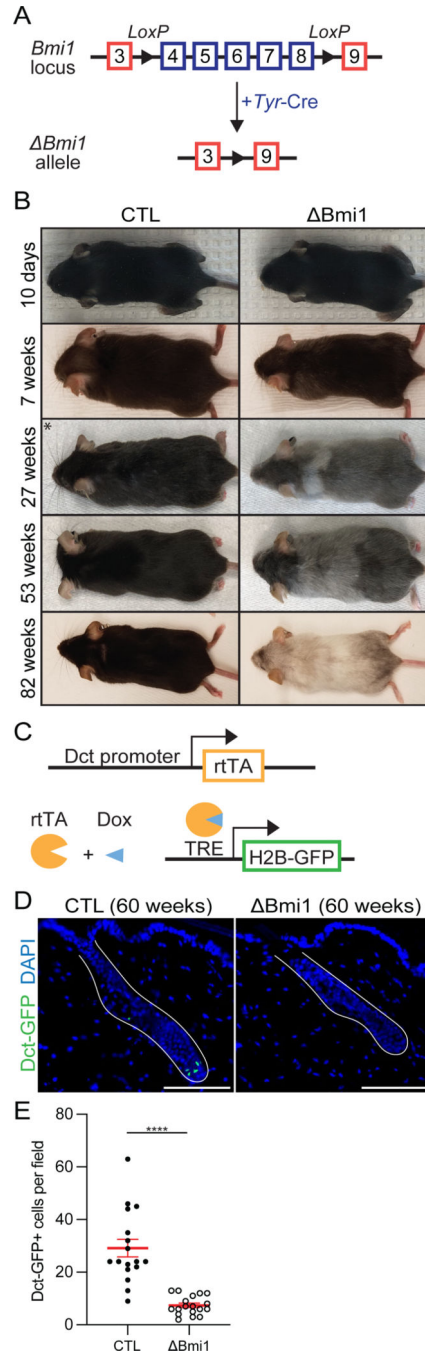 A
Bmi1 locus
LoxP LoxP
3 4 5 6 7 8 9
+Tyr-Cre
ΔBmi1 allele
3 9
B
CTL ΔBmi1
10 days
7 weeks
27 weeks
*
53 weeks
82 weeks
C
Dct promoter
rtTA
rtTA Dox
+
TRE
H2B-GFP
D
CTL (60 weeks) ΔBmi1 (60 weeks)
Dct-GFP DAPI
E
Dct-GFP+ cells per field
80
60
40
20
0
****
CTL ΔBmi1